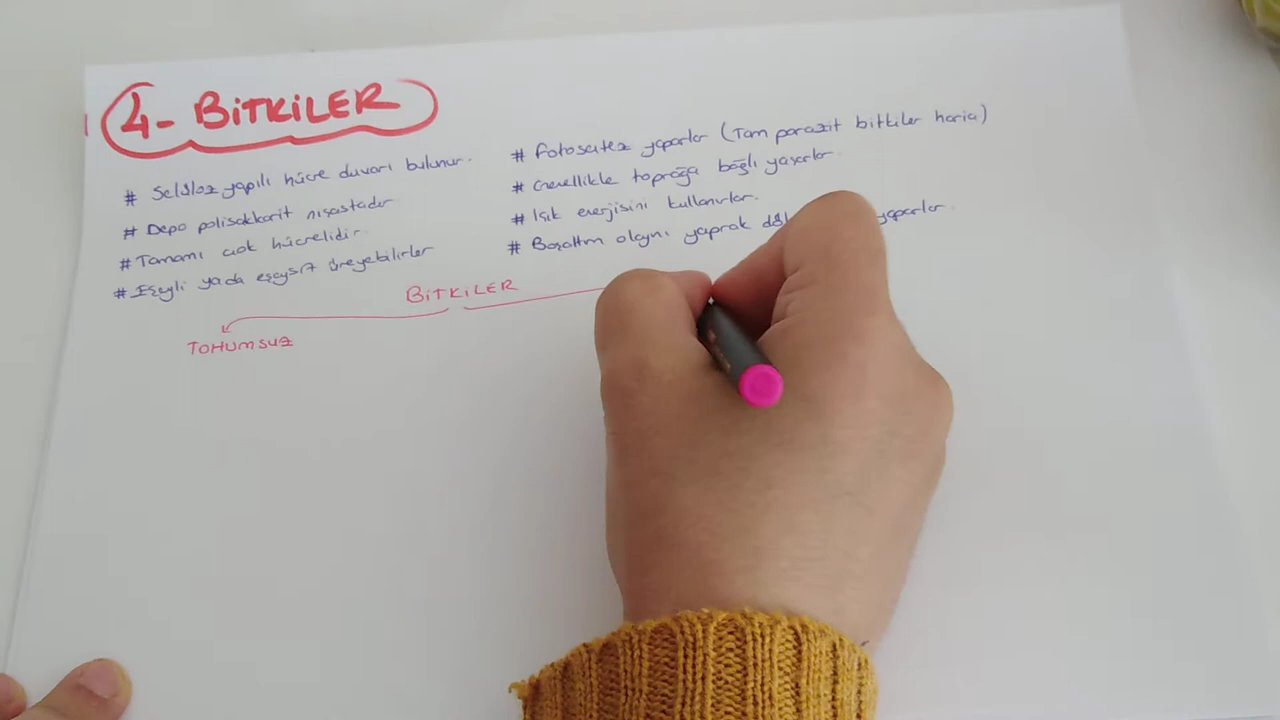 4- BİTKİLER
# Selüloz yapılı hücre duvarı bulunur.
# Depo polisakkarit nişastadır.
# Tamamı çok hücrelidir.
# Eşeyli yada eşeysiz üreyebilirler
# Fotosentez yaparlar (Tam parazit bitkiler hariç)
# Genellikle toprağa bağlı yaşarlar.
# Işık enerjisini kullanırlar.
# Boşaltım olayını yaprak yaparlar.
BİTKİLER
TOHUMSUZ